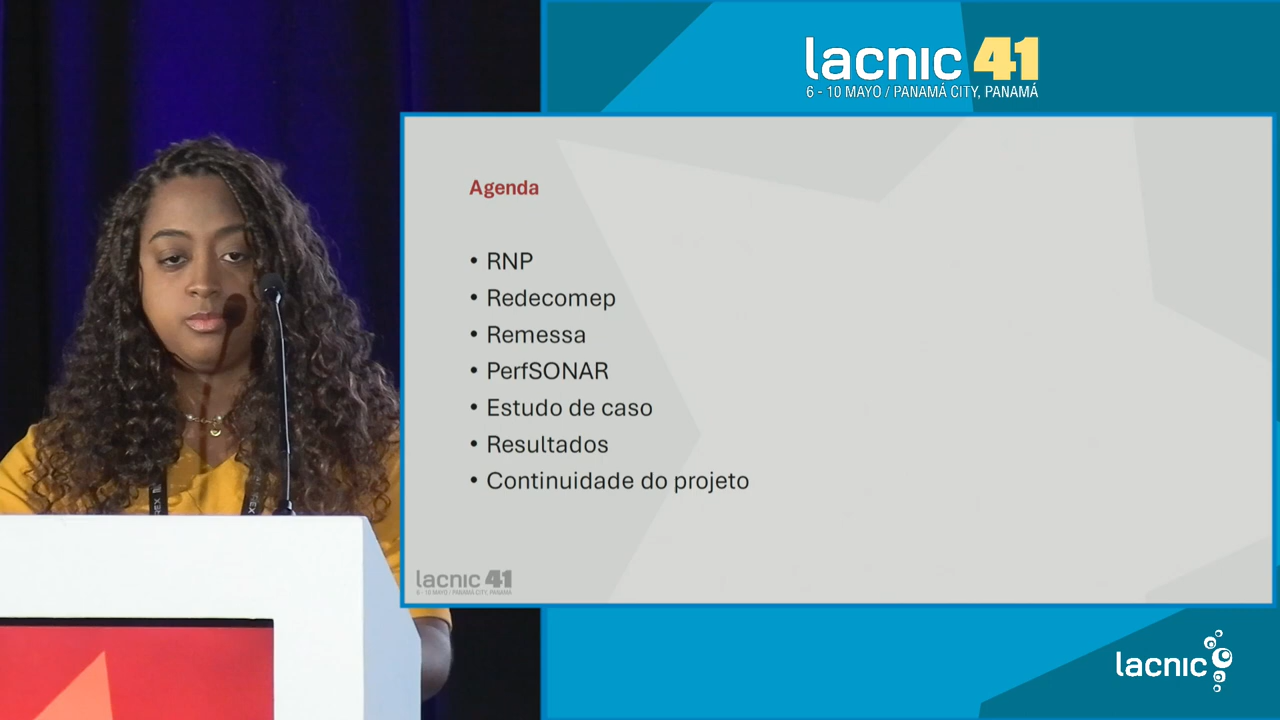 lacnic 41
6 - 10 MAYO / PANAMÁ CITY, PANAMÁ
Agenda
• RNP
• Redecomep
• Remessa
• PerfSONAR
• Estudo de caso
• Resultados
• Continuidade do projeto
lacnic 41
6 - 10 MAYO / PANAMÁ CITY, PANAMÁ
lacnic